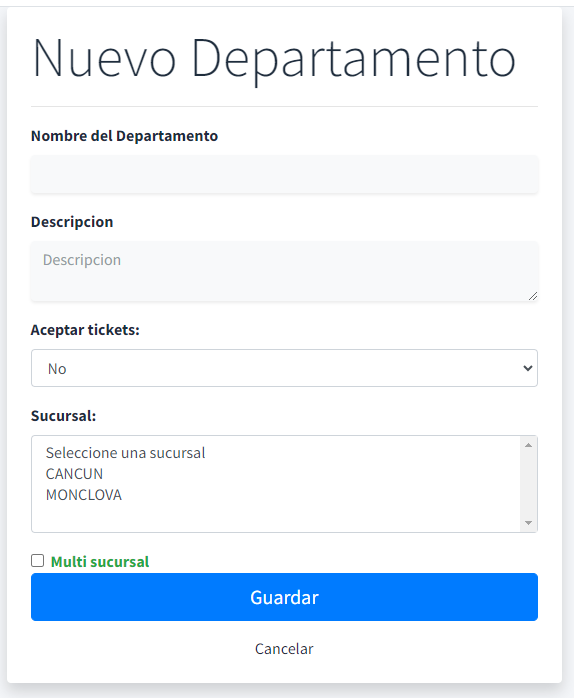 Nuevo Departamento
Nombre del Departamento
Descripcion
Descripcion
Aceptar tickets:
No
Sucursal:
Seleccione una sucursal
CANCUN
MONCLOVA
Multi sucursal
Guardar
Cancelar